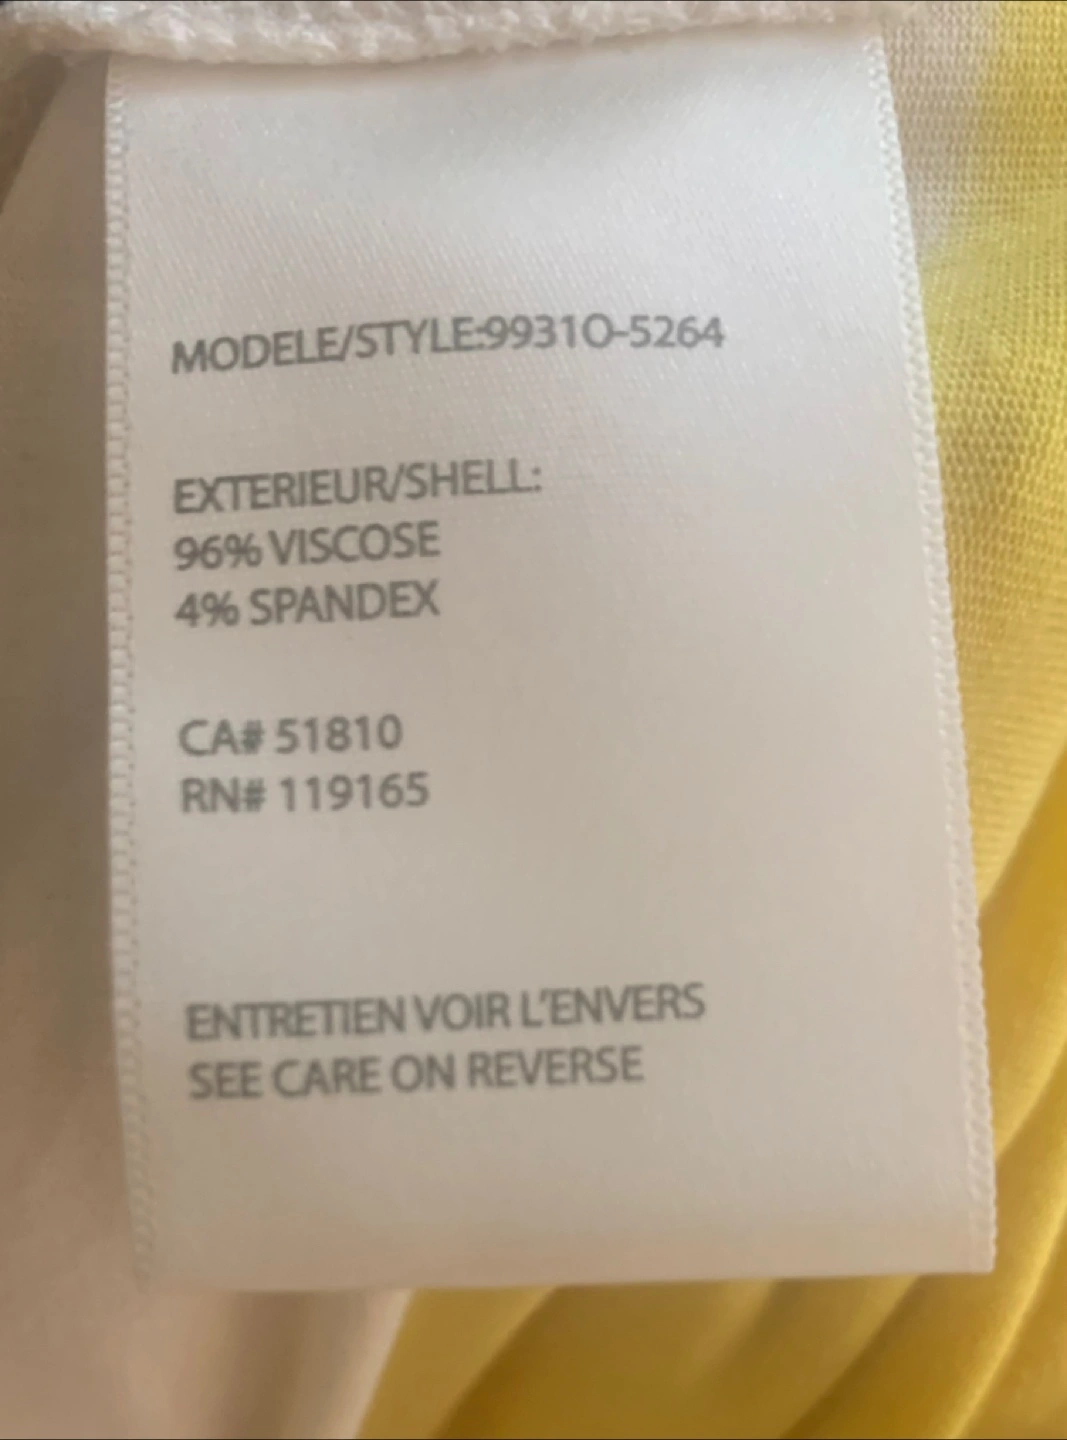 MODELE/STYLE:9931O-5264
EXTERIEUR/SHELL:
96% VISCOSE
4% SPANDEX
CA# 51810
RN# 119165
ENTRETIEN VOIR L'ENVERS
SEE CARE ON REVERSE